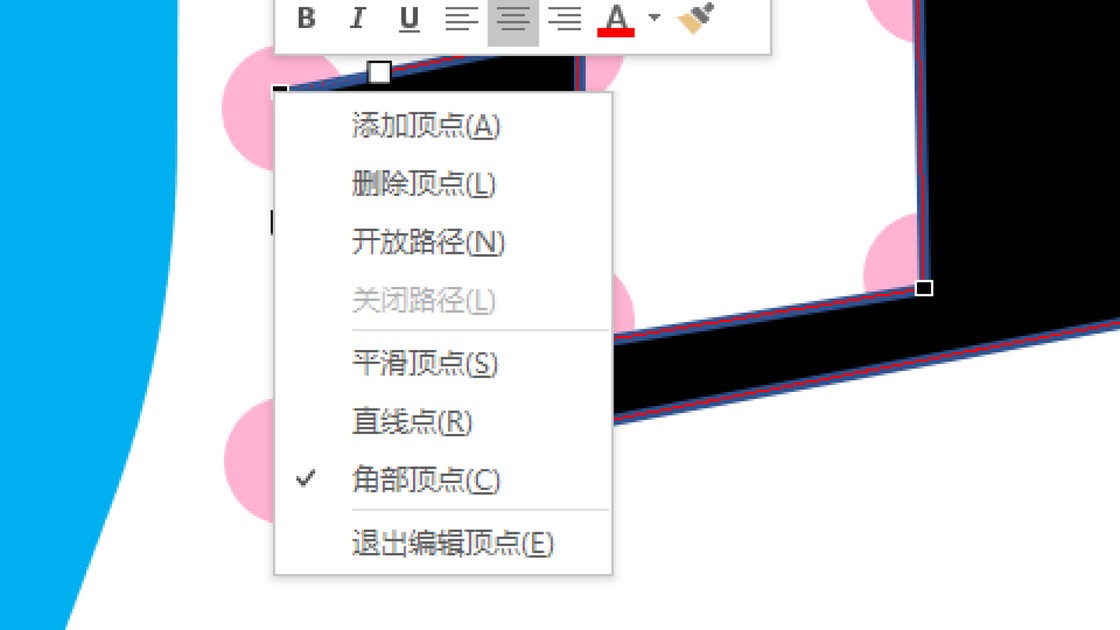 B I U A
添加顶点(A)
删除顶点(L)
开放路径(N)
关闭路径(L)
平滑顶点(S)
直线点(R)
角部顶点(C)
退出编辑顶点(E)